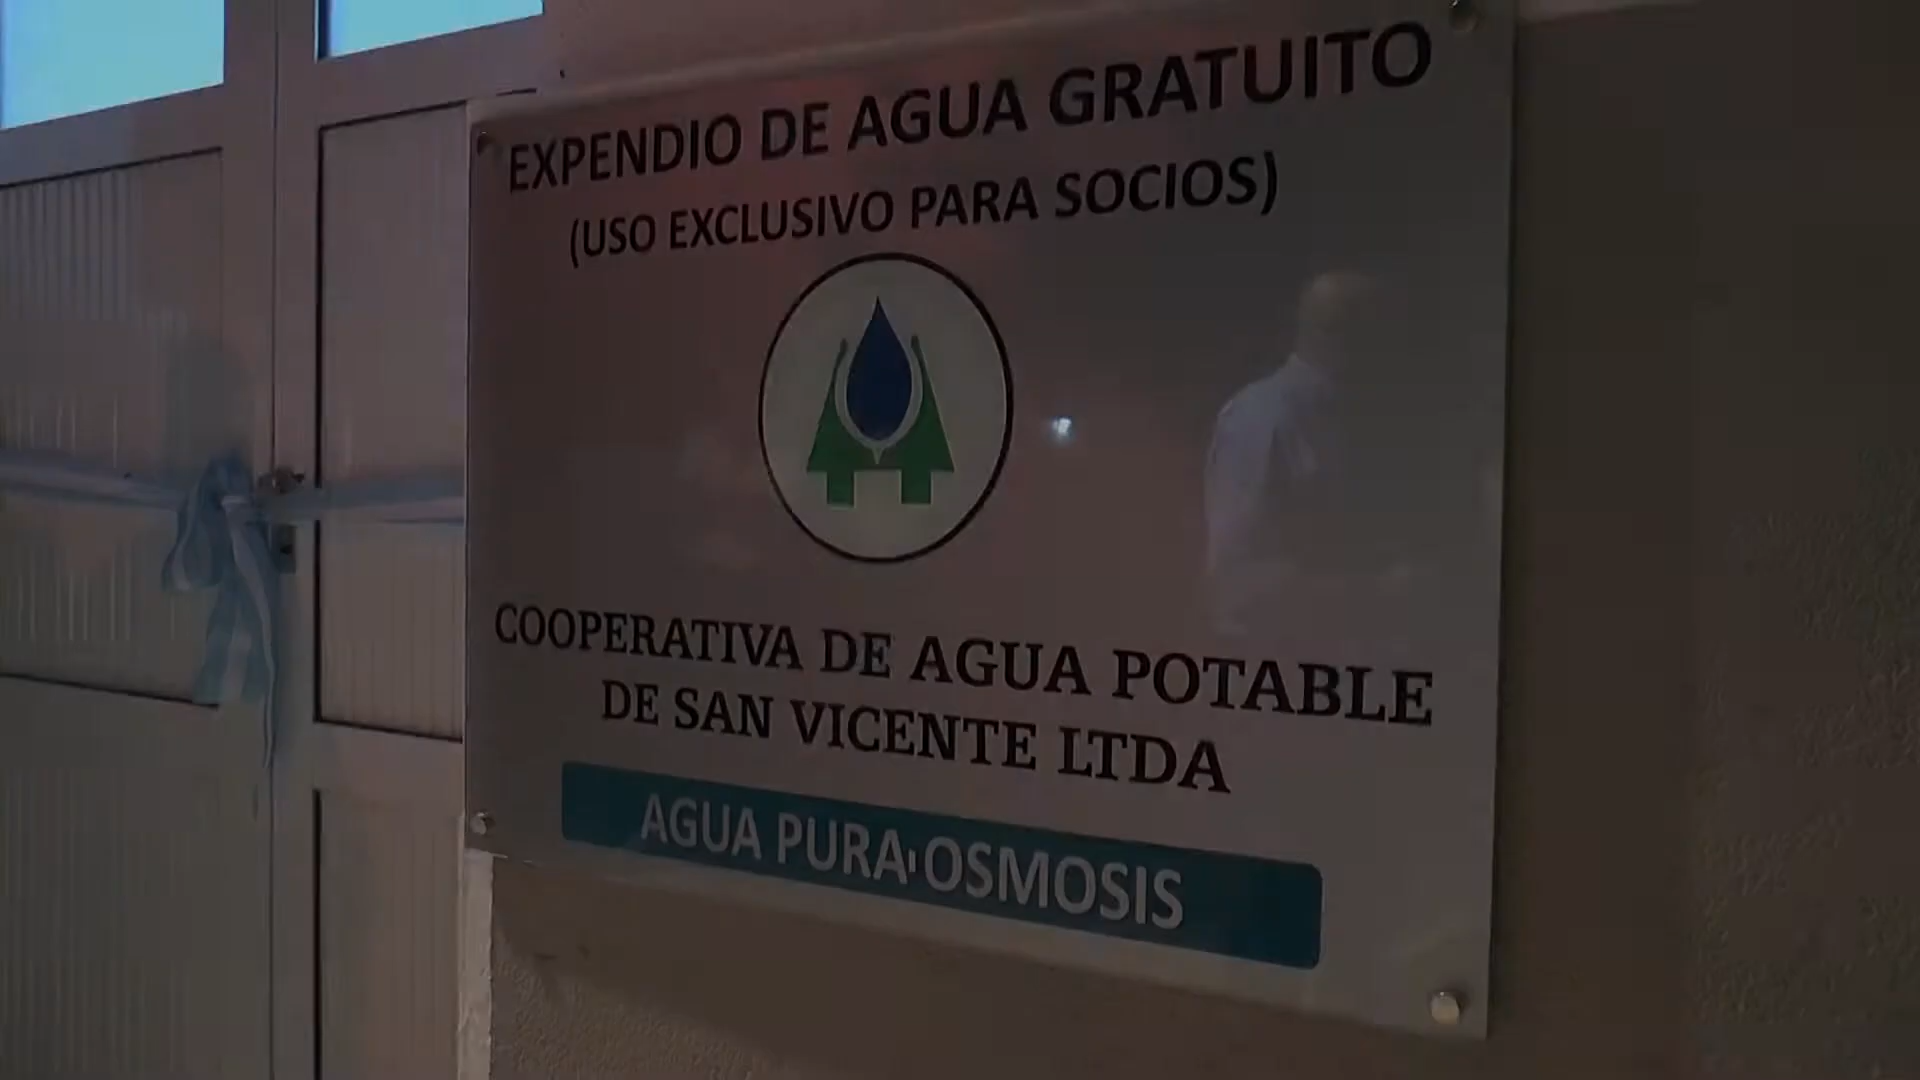 EXPENDIO DE AGUA GRATUITO
(USO EXCLUSIVO PARA SOCIOS)
COOPERATIVA DE AGUA POTABLE
DE SAN VICENTE LTDA
AGUA PURA OSMOSIS